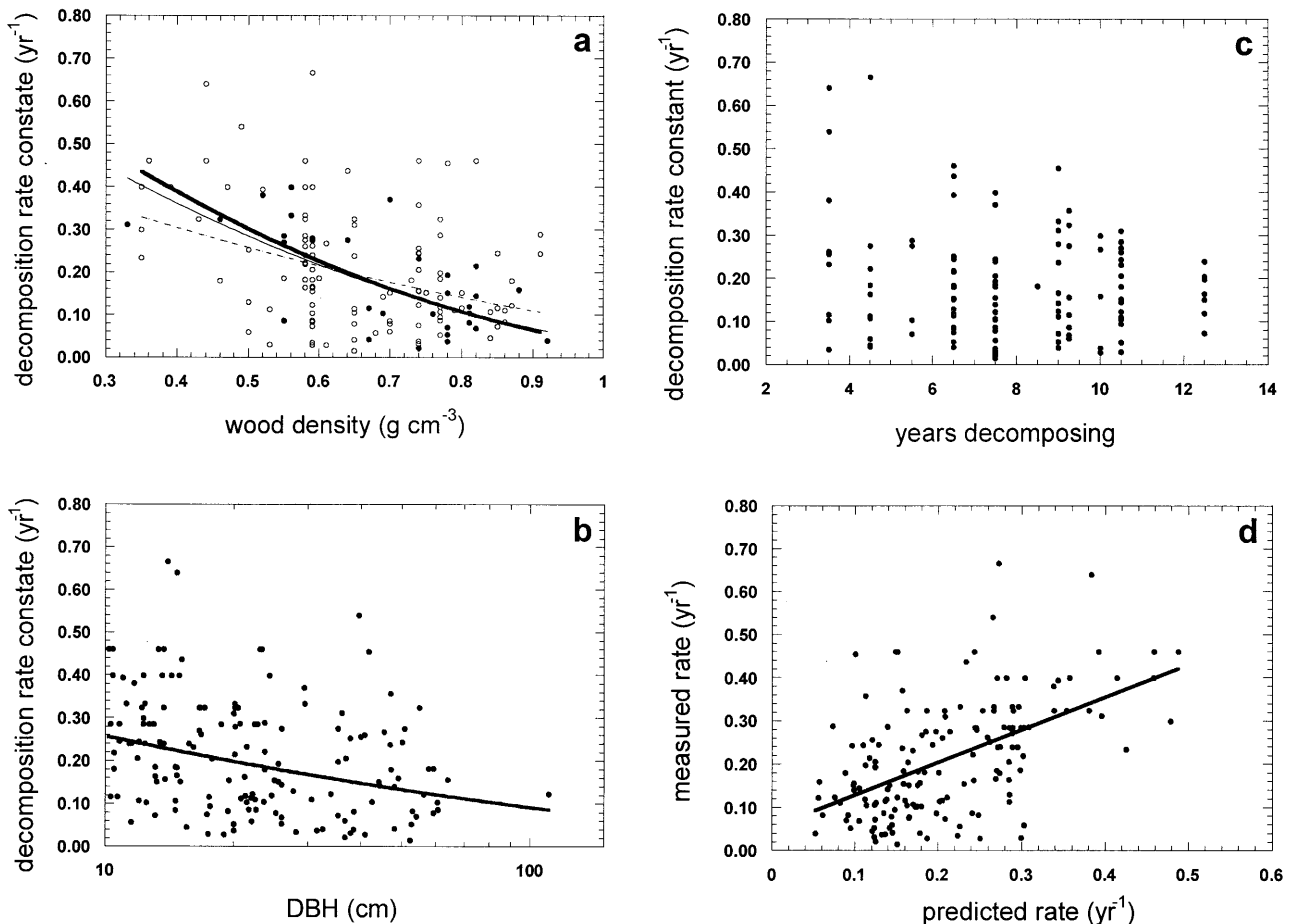 a
decomposition rate constate (yr⁻¹)
0.80
0.70
0.60
0.50
0.40
0.30
0.20
0.10
0.00
0.3 0.4 0.5 0.6 0.7 0.8 0.9 1
wood density (g cm⁻³)
c
decomposition rate constant (yr⁻¹)
0.80
0.70
0.60
0.50
0.40
0.30
0.20
0.10
0.00
2 4 6 8 10 12 14
years decomposing
b
decomposition rate constate (yr⁻¹)
0.80
0.70
0.60
0.50
0.40
0.30
0.20
0.10
0.00
10 100
DBH (cm)
d
measured rate (yr⁻¹)
0.80
0.70
0.60
0.50
0.40
0.30
0.20
0.10
0.00
0 0.1 0.2 0.3 0.4 0.5 0.6
predicted rate (yr⁻¹)